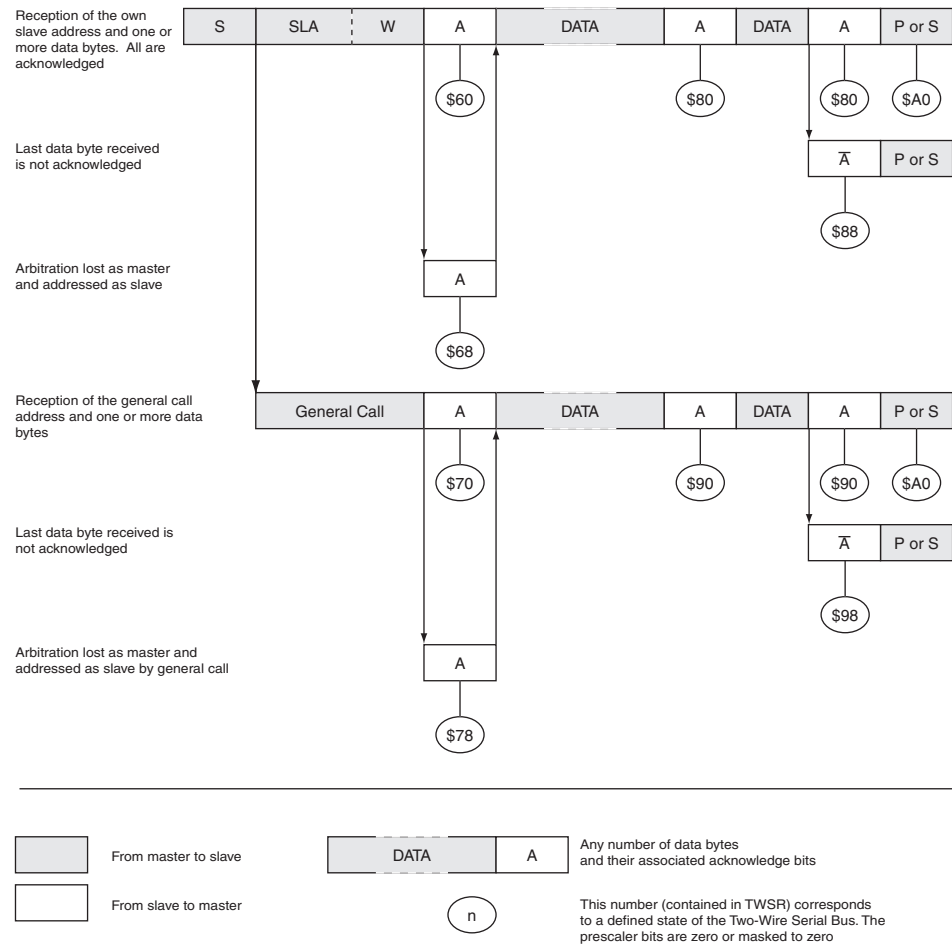 Reception of the own
slave address and one or
more data bytes. All are
acknowledged
S SLA W A DATA A DATA A P or S
$60 $80 $80 $A0
Last data byte received
is not acknowledged
A̅ P or S
$88
Arbitration lost as master
and addressed as slave
A
$68
Reception of the general call
address and one or more data
bytes
General Call A DATA A DATA A P or S
$70 $90 $90 $A0
Last data byte received is
not acknowledged
A̅ P or S
$98
Arbitration lost as master and
addressed as slave by general call
A
$78
From master to slave
DATA A
Any number of data bytes
and their associated acknowledge bits
From slave to master
n
This number (contained in TWSR) corresponds
to a defined state of the Two-Wire Serial Bus. The
prescaler bits are zero or masked to zero